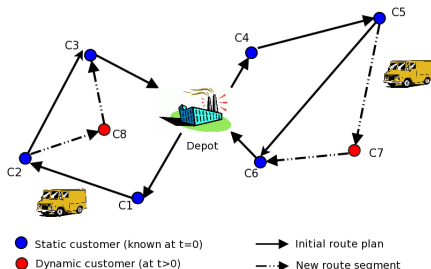 C5
C4
C3
C8
Depot
C7
C2
C6
C1
Static customer (known at t=0)
Initial route plan
Dynamic customer (at t>0)
New route segment